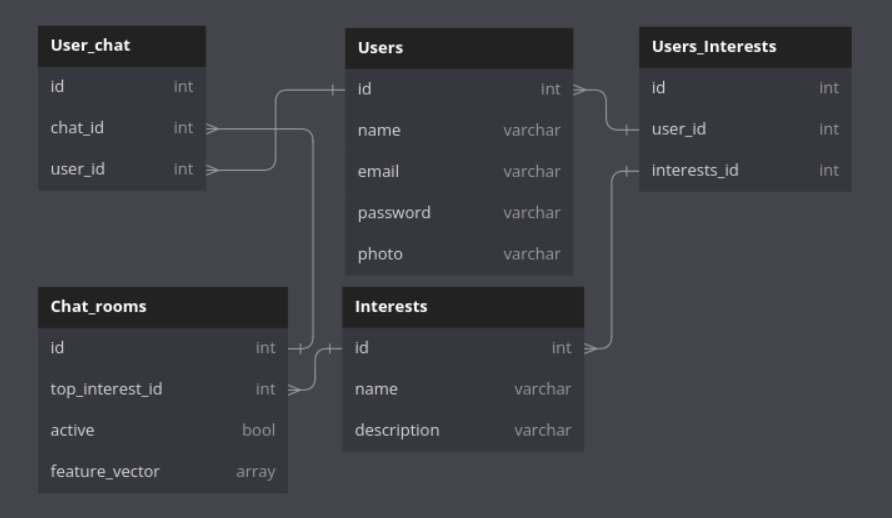 User_chat
id int
chat_id int
user_id int
Users
id int
name varchar
email varchar
password varchar
photo varchar
Users_Interests
id int
user_id int
interests_id int
Chat_rooms
id int
top_interest_id int
active bool
feature_vector array
Interests
id int
name varchar
description varchar